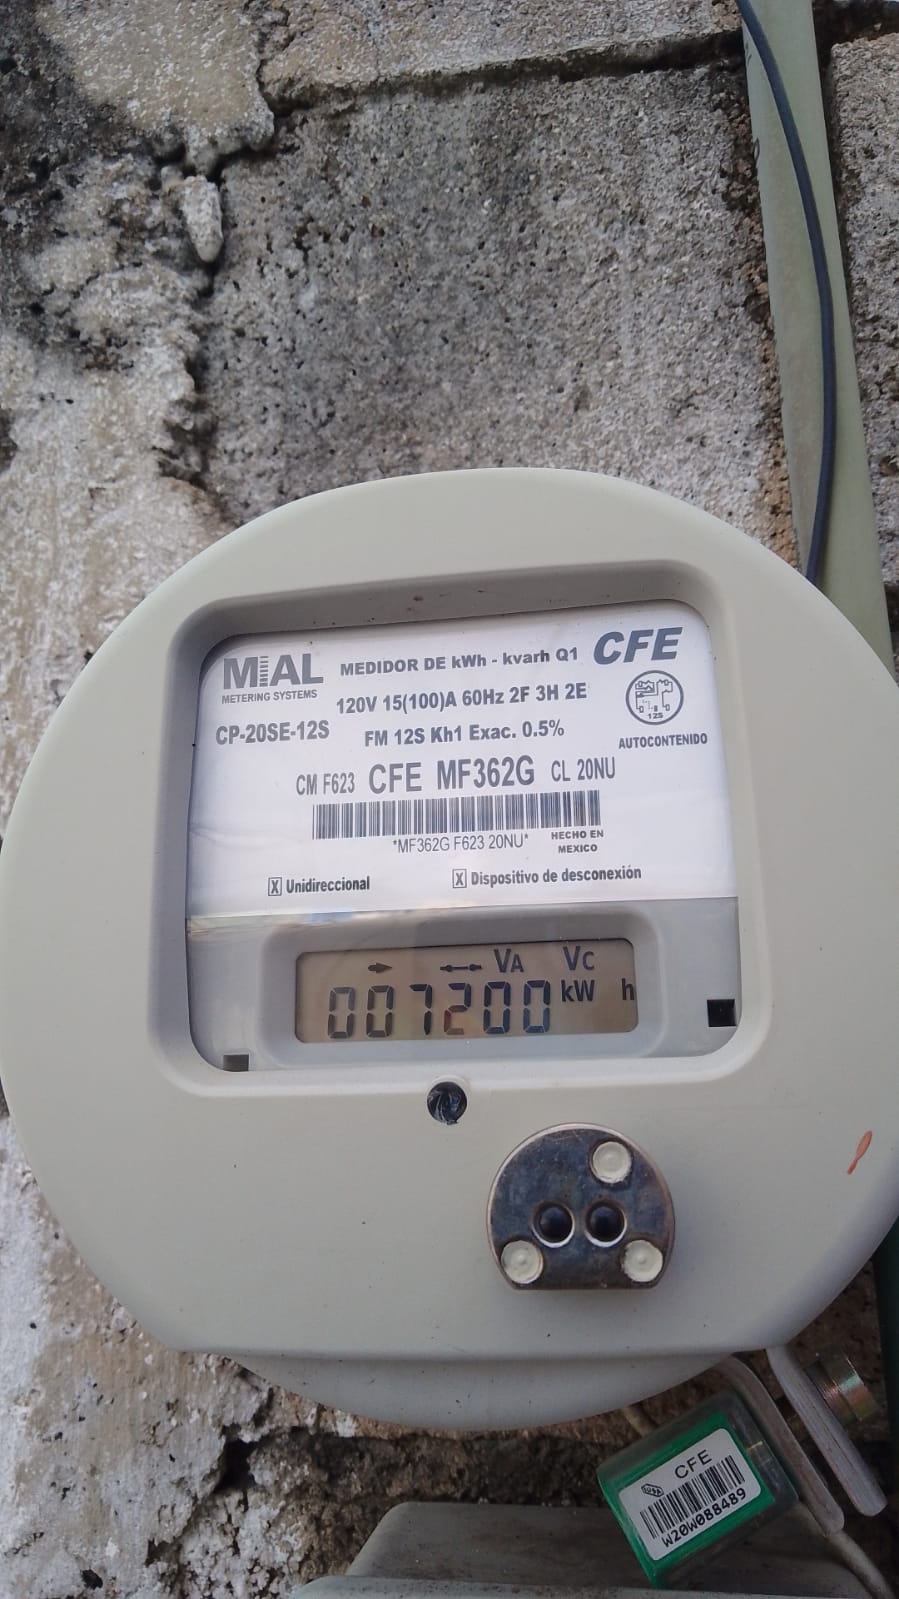 MIAL
METERING SYSTEMS
MEDIDOR DE kWh - kvarh Q1
CFE
120V 15(100)A 60Hz 2F 3H 2E
CP-20SE-12S
FM 12S Kh1 Exac. 0.5%
12S
AUTOCONTENIDO
CM F623 CFE MF362G CL 20NU
*MF362G F623 20NU*
HECHO EN
MEXICO
X Unidireccional
X Dispositivo de desconexión
VA VC
007200 kW h
CFE
W20W088489